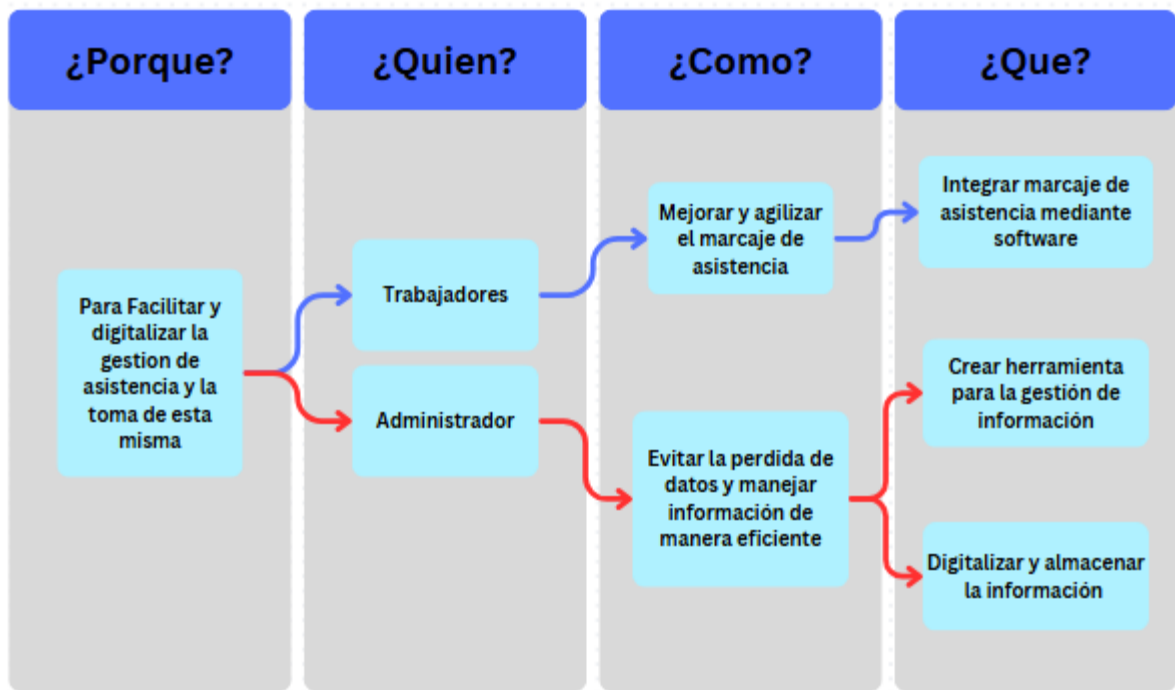 ¿Porque?
¿Quien?
¿Como?
¿Que?
Para Facilitar y
digitalizar la
gestion de
asistencia y la
toma de esta
misma
Trabajadores
Administrador
Mejorar y agilizar
el marcaje de
asistencia
Evitar la perdida de
datos y manejar
información de
manera eficiente
Integrar marcaje de
asistencia mediante
software
Crear herramienta
para la gestión de
información
Digitalizar y almacenar
la información